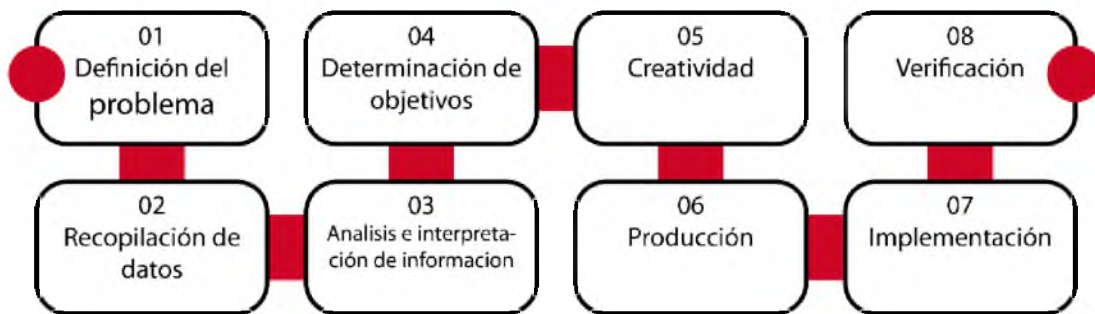 01
Definición del
problema
02
Recopilación de
datos
03
Analisis e interpreta-
ción de informacion
04
Determinación de
objetivos
05
Creatividad
06
Producción
07
Implementación
08
Verificación